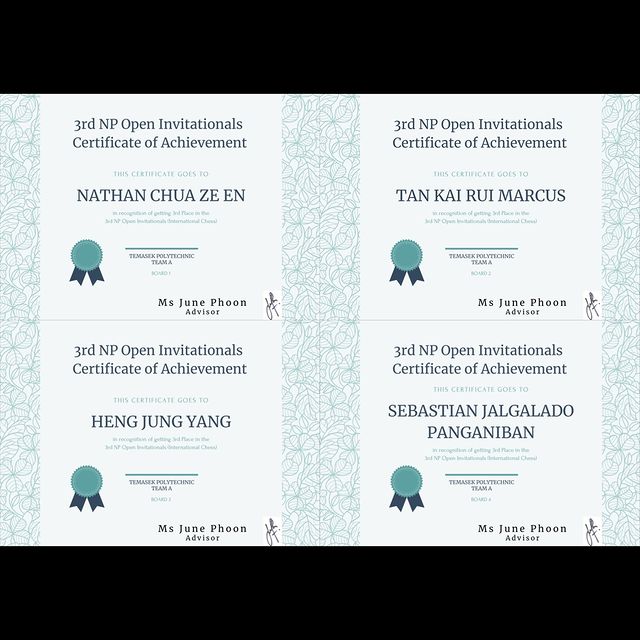 3rd NP Open Invitationals
Certificate of Achievement
THIS CERTIFICATE GOES TO
NATHAN CHUA ZE EN
in recognition of getting 3rd Place in the
3rd NP Open Invitationals (International Chess)
TEMASEK POLYTECHNIC
TEAM A
BOARD 1
Ms June Phoon
Advisor
3rd NP Open Invitationals
Certificate of Achievement
THIS CERTIFICATE GOES TO
TAN KAI RUI MARCUS
in recognition of getting 3rd Place in the
3rd NP Open Invitationals (International Chess)
TEMASEK POLYTECHNIC
TEAM A
BOARD 2
Ms June Phoon
Advisor
3rd NP Open Invitationals
Certificate of Achievement
THIS CERTIFICATE GOES TO
HENG JUNG YANG
in recognition of getting 3rd Place in the
3rd NP Open Invitationals (International Chess)
TEMASEK POLYTECHNIC
TEAM A
BOARD 3
Ms June Phoon
Advisor
3rd NP Open Invitationals
Certificate of Achievement
THIS CERTIFICATE GOES TO
SEBASTIAN JALGALADO
PANGANIBAN
in recognition of getting 3rd Place in the
3rd NP Open Invitationals (International Chess)
TEMASEK POLYTECHNIC
TEAM A
BOARD 4
Ms June Phoon
Advisor